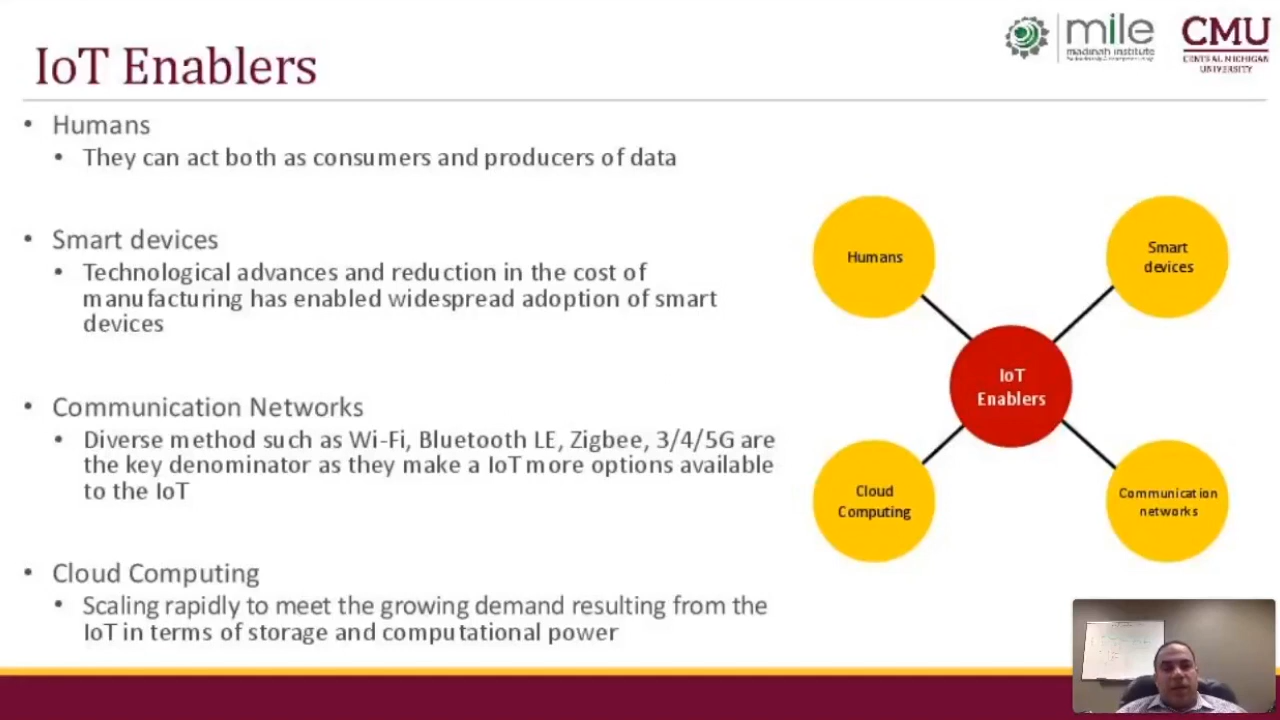 IoT Enablers
mile
madinah institute
CMU
CENTRAL MICHIGAN
UNIVERSITY
• Humans
• They can act both as consumers and producers of data
• Smart devices
• Technological advances and reduction in the cost of
manufacturing has enabled widespread adoption of smart
devices
• Communication Networks
• Diverse method such as Wi-Fi, Bluetooth LE, Zigbee, 3/4/5G are
the key denominator as they make a IoT more options available
to the IoT
• Cloud Computing
• Scaling rapidly to meet the growing demand resulting from the
IoT in terms of storage and computational power
Humans
Smart
devices
IoT
Enablers
Cloud
Computing
Communication
networks